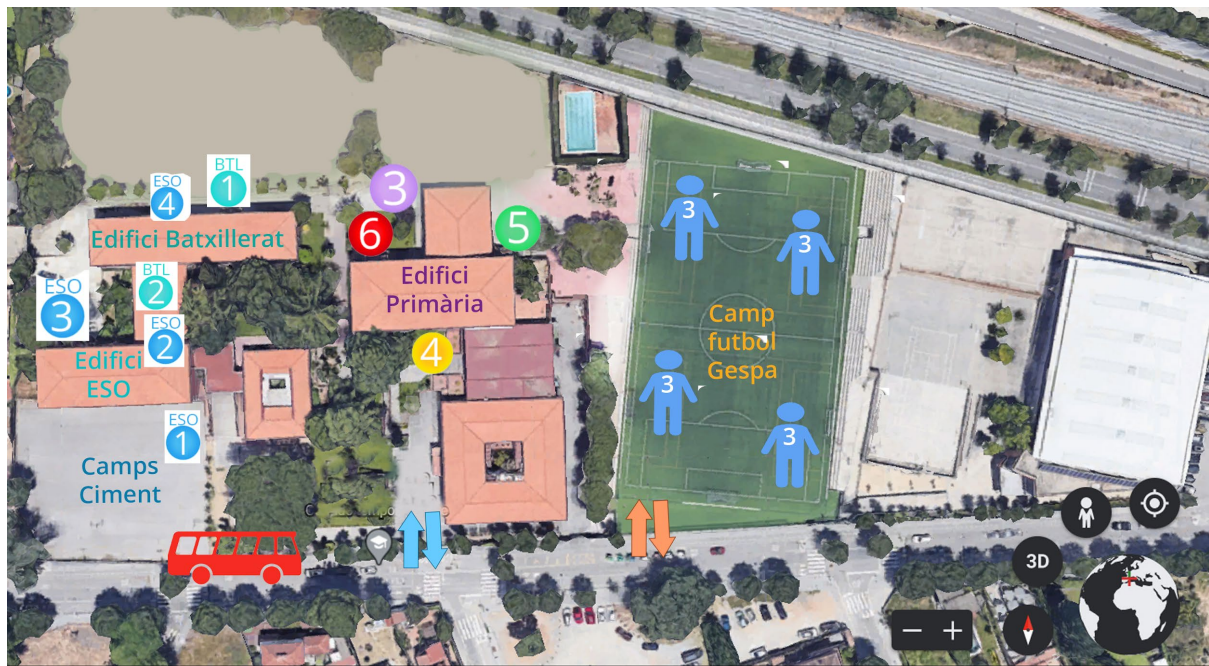 BTL
1
ESO
4
3
6
5
Edifici Batxillerat
BTL
2
ESO
3
ESO
2
Edifici
Primària
4
Edifici
ESO
ESO
1
Camps
Ciment
3
3
Camp
futbol
Gespa
3
3
3D